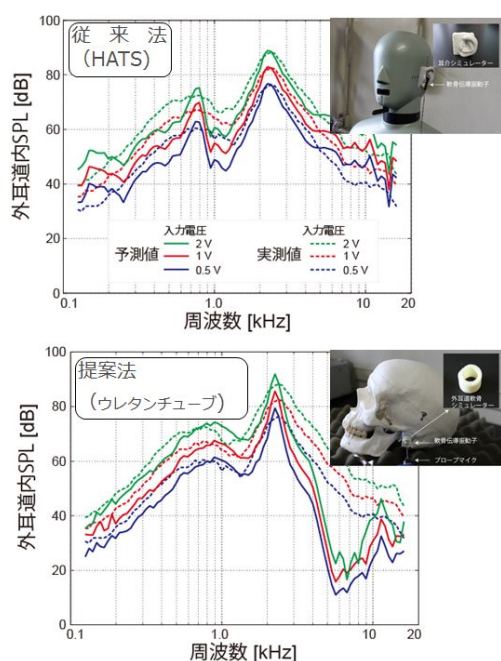 従来法
(HATS)
外耳道内SPL [dB]
100
80
60
40
20
0
0.1
1.0
10
20
周波数 [kHz]
入力電圧
予測値
2 V
1 V
0.5 V
入力電圧
実測値
2 V
1 V
0.5 V
耳介シミュレーター
軟骨伝導振動子
提案法
(ウレタンチューブ)
外耳道内SPL [dB]
100
80
60
40
20
0
0.1
1.0
10
20
周波数 [kHz]
外耳道軟骨
シミュレーター
軟骨伝導振動子
プローブマイク